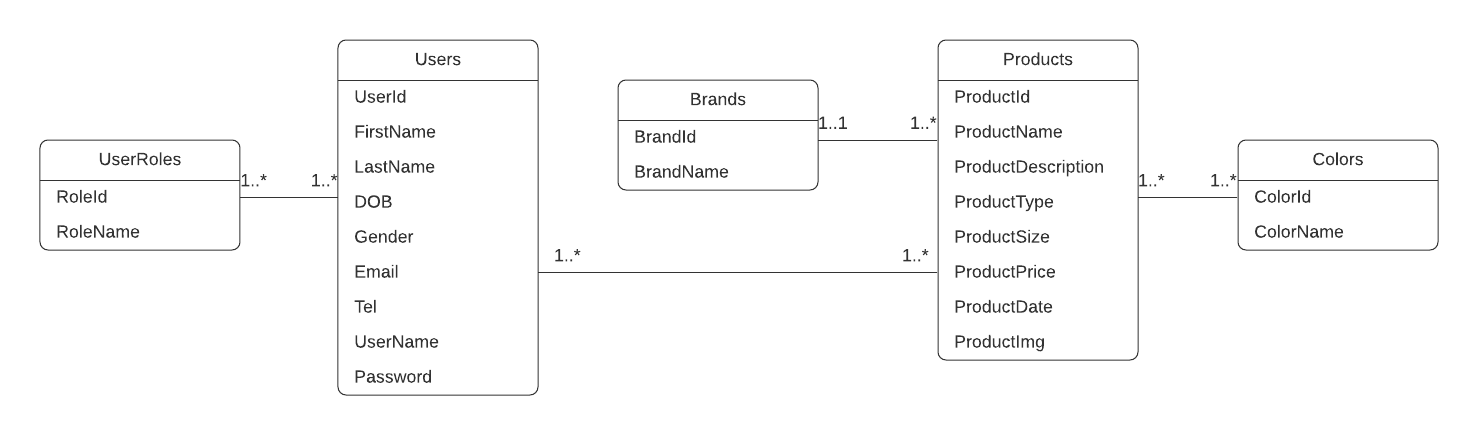 UserRoles
RoleId
RoleName
1..*
1..*
Users
UserId
FirstName
LastName
DOB
Gender
Email
Tel
UserName
Password
1..*
1..*
Brands
BrandId
BrandName
1..1
1..*
Products
ProductId
ProductName
ProductDescription
ProductType
ProductSize
ProductPrice
ProductDate
ProductImg
1..*
1..*
Colors
ColorId
ColorName